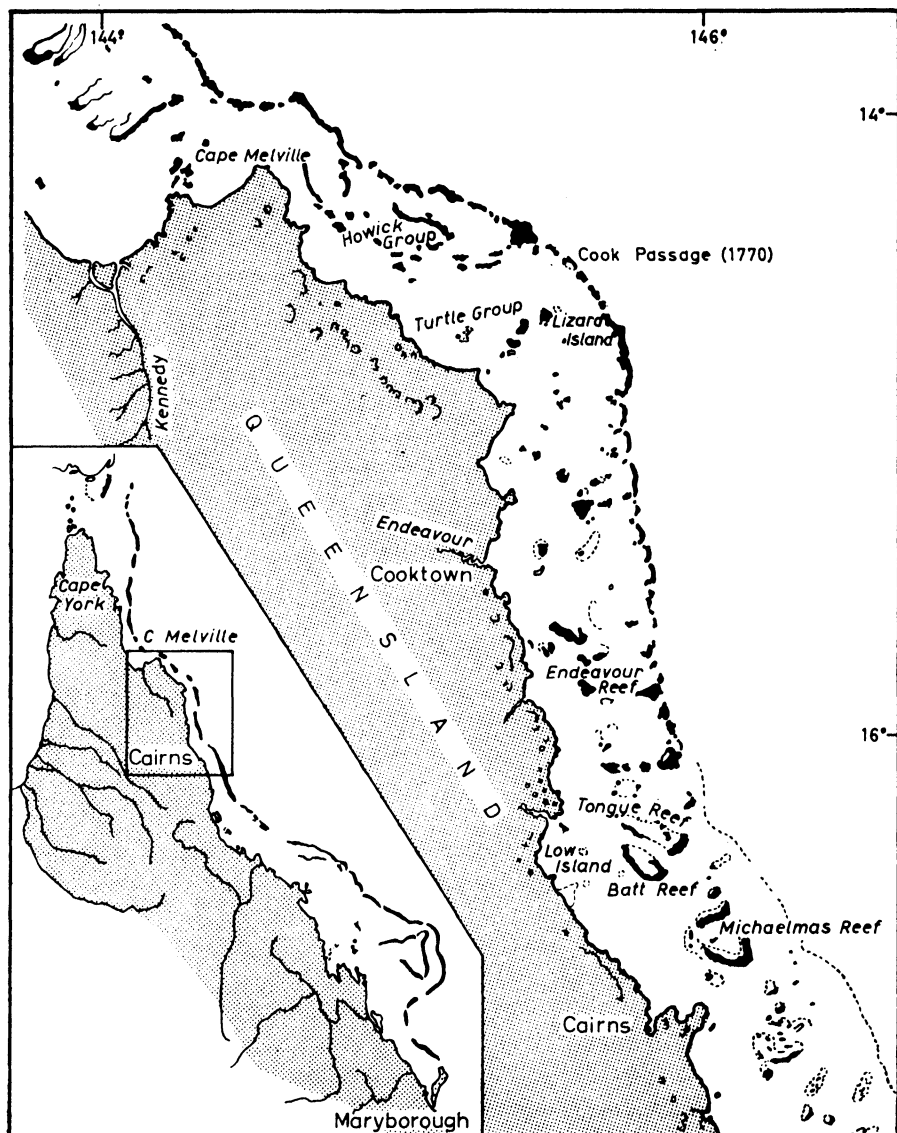 144°
146°
14°
Cape Melville
Howick
Group
Cook Passage (1770)
Turtle Group
Lizard
Island
Kennedy
QUEENSLAND
Endeavour
Cooktown
Cape
York
C Melville
Endeavour
Reef
16°
Cairns
Tongue Reef
Low
Island
Batt Reef
Michaelmas Reef
Cairns
Maryborough